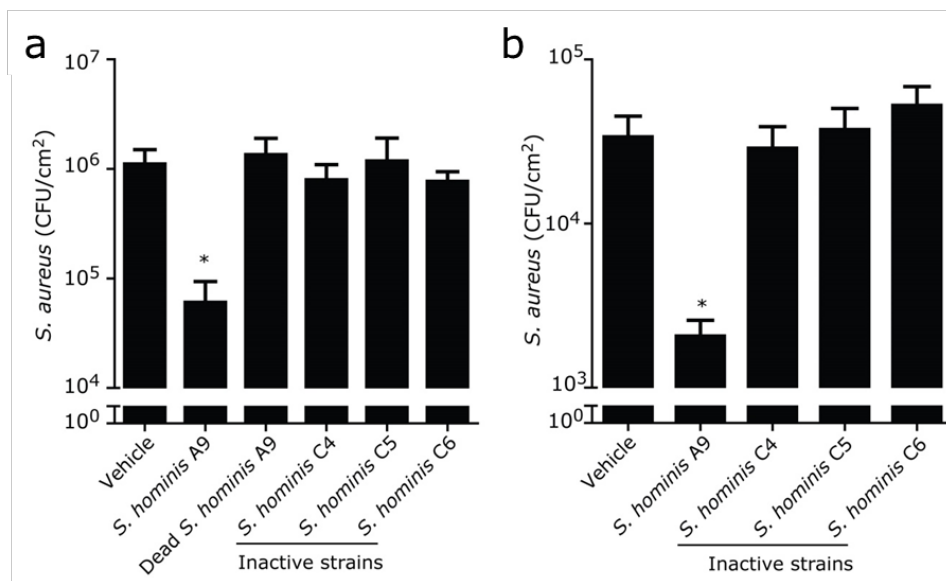 a
S. aureus (CFU/cm²)
10⁷
10⁶
10⁵
10⁴
10⁰
*
Vehicle
S. hominis A9
Dead S. hominis A9
S. hominis C4
S. hominis C5
S. hominis C6
Inactive strains
b
S. aureus (CFU/cm²)
10⁵
10⁴
10³
10⁰
*
Vehicle
S. hominis A9
S. hominis C4
S. hominis C5
S. hominis C6
Inactive strains